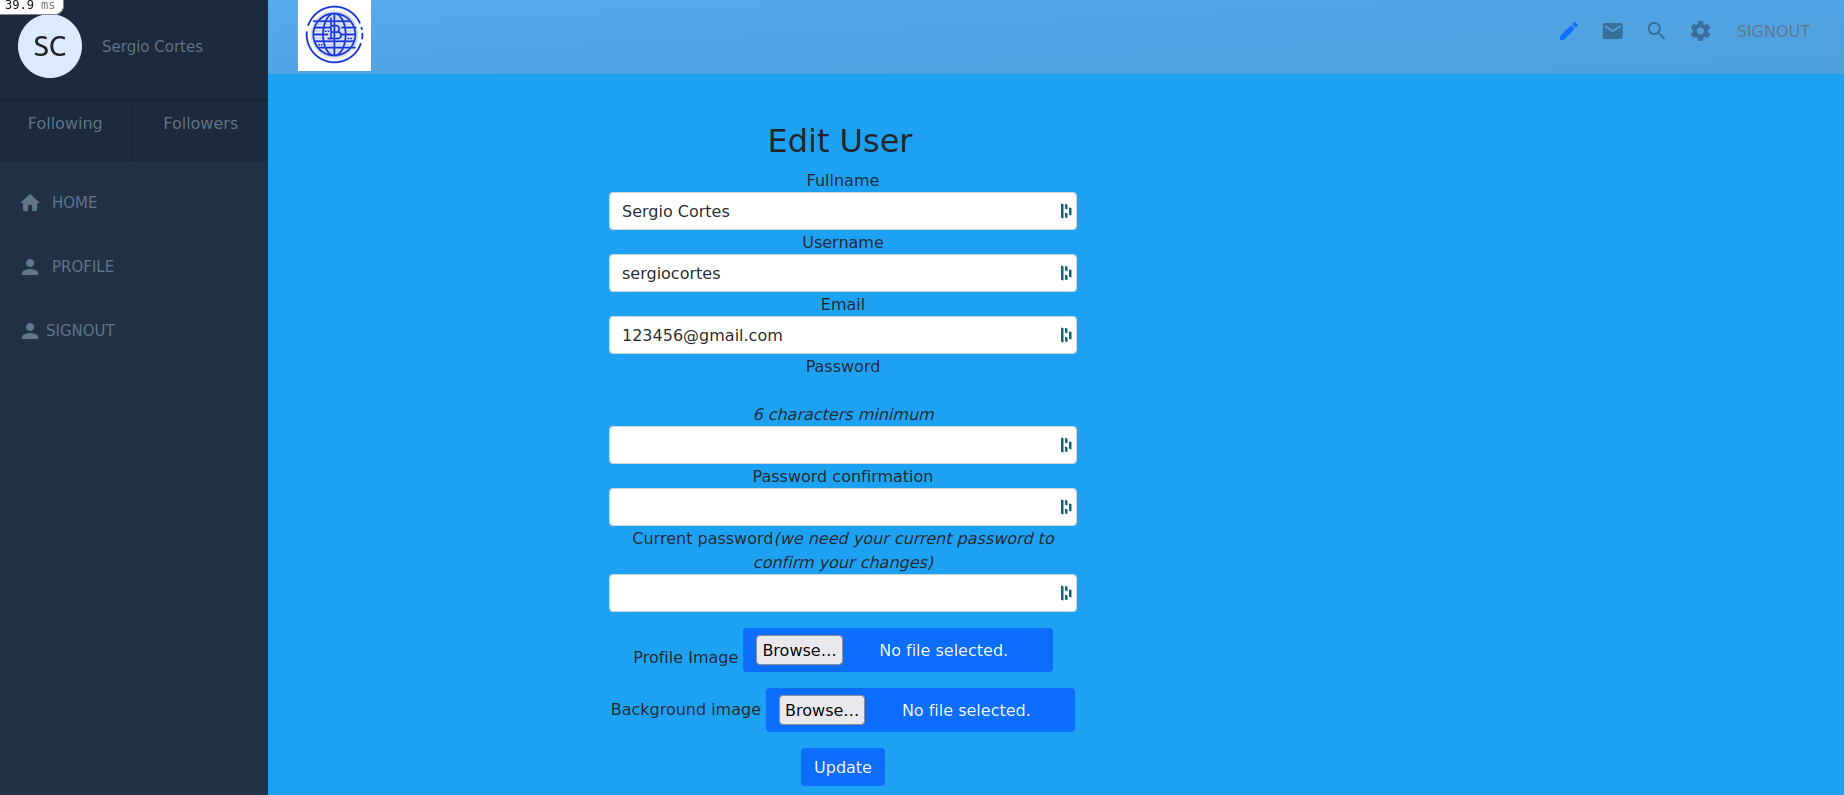 39.9 ms
SC
Sergio Cortes
SIGNOUT
Following
Followers
HOME
PROFILE
SIGNOUT
Edit User
Fullname
Sergio Cortes
Username
sergiocortes
Email
123456@gmail.com
Password
6 characters minimum
Password confirmation
Current password(we need your current password to
confirm your changes)
Profile Image Browse... No file selected.
Background image Browse... No file selected.
Update